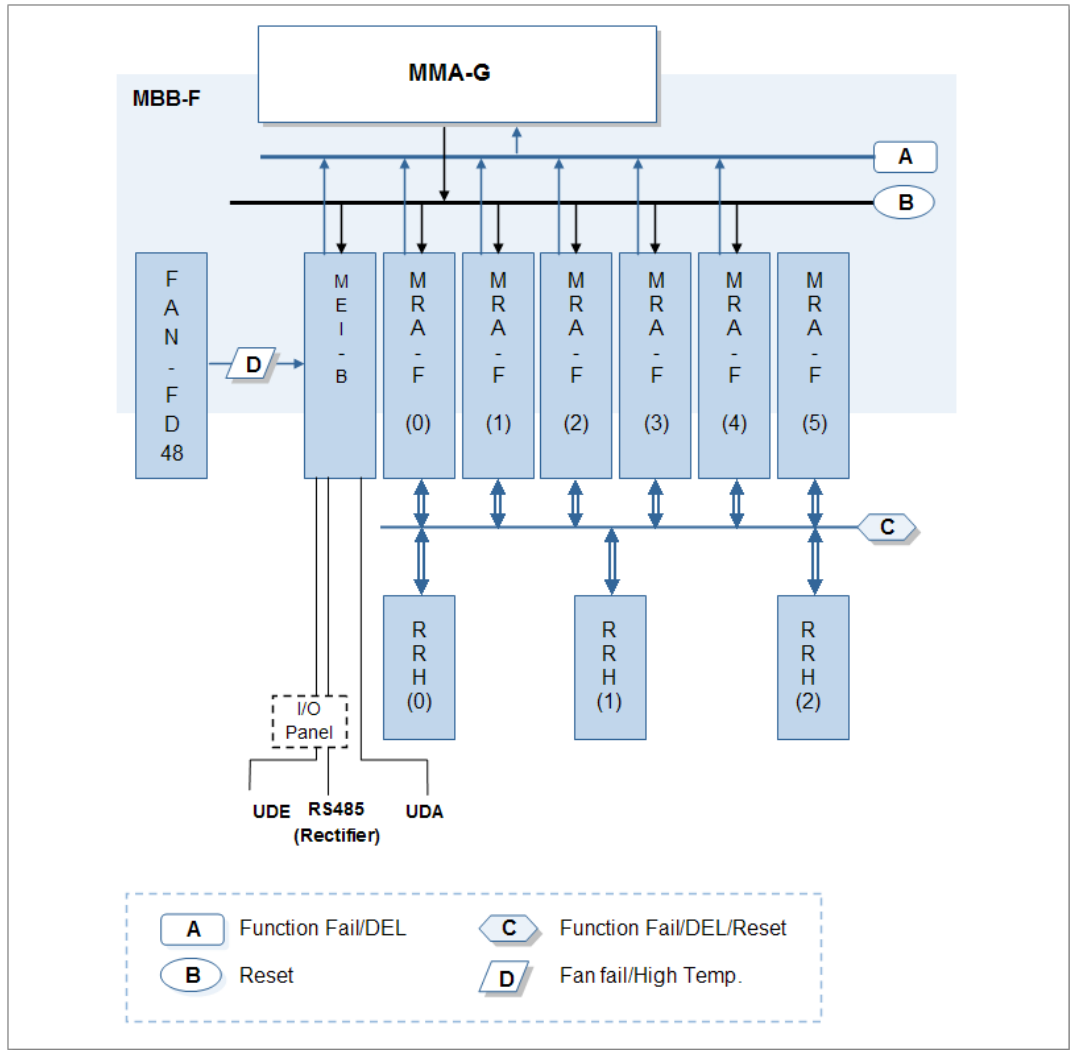 MMA-G
MBB-F
A
B
F
A
N
-
F
D
48
D
M
E
I
-
B
M
R
A
-
F
(0)
M
R
A
-
F
(1)
M
R
A
-
F
(2)
M
R
A
-
F
(3)
M
R
A
-
F
(4)
M
R
A
-
F
(5)
C
R
R
H
(0)
R
R
H
(1)
R
R
H
(2)
I/O
Panel
UDE
RS485
(Rectifier)
UDA
A Function Fail/DEL
C Function Fail/DEL/Reset
B Reset
D Fan fail/High Temp.